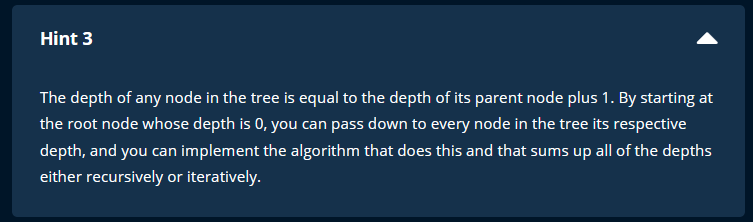 Hint 3
The depth of any node in the tree is equal to the depth of its parent node plus 1. By starting at
the root node whose depth is 0, you can pass down to every node in the tree its respective
depth, and you can implement the algorithm that does this and that sums up all of the depths
either recursively or iteratively.